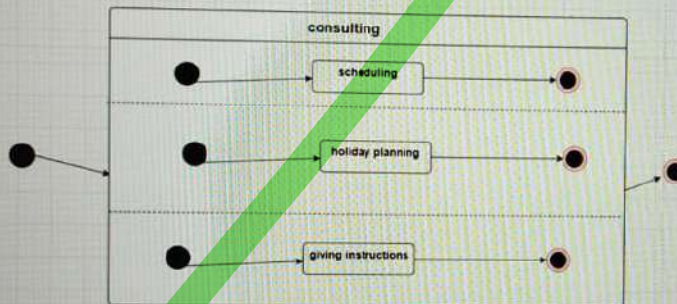 consulting
scheduling
holiday planning
giving instructions